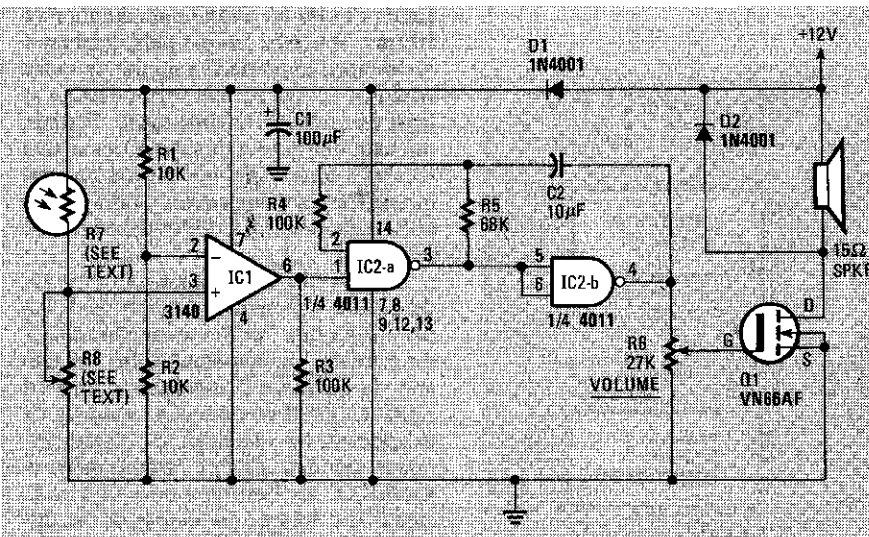 +12V
D1
1N4001
C1
100µF
D2
1N4001
R1
10K
R4
100K
R5
68K
C2
10µF
R7
(SEE
TEXT)
2
7
3
3140
4
6
IC1
+
−
+
14
2
1
IC2-a
3
1/4 4011
7,8
9,12,13
5
6
IC2-b
4
1/4 4011
15Ω
SPKR
D
G
S
Q1
VN66AF
R8
(SEE
TEXT)
R2
10K
R3
100K
R6
27K
VOLUME